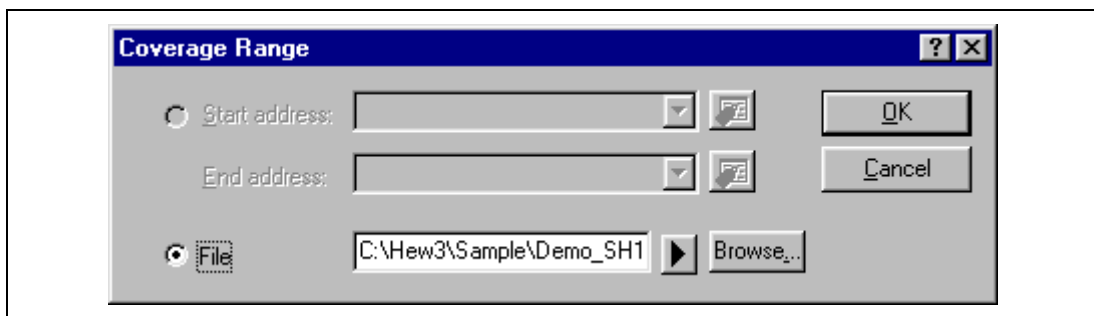 Coverage Range
Start address:
OK
End address:
Cancel
File
C:\Hew3\Sample\Demo_SH1
Browse...